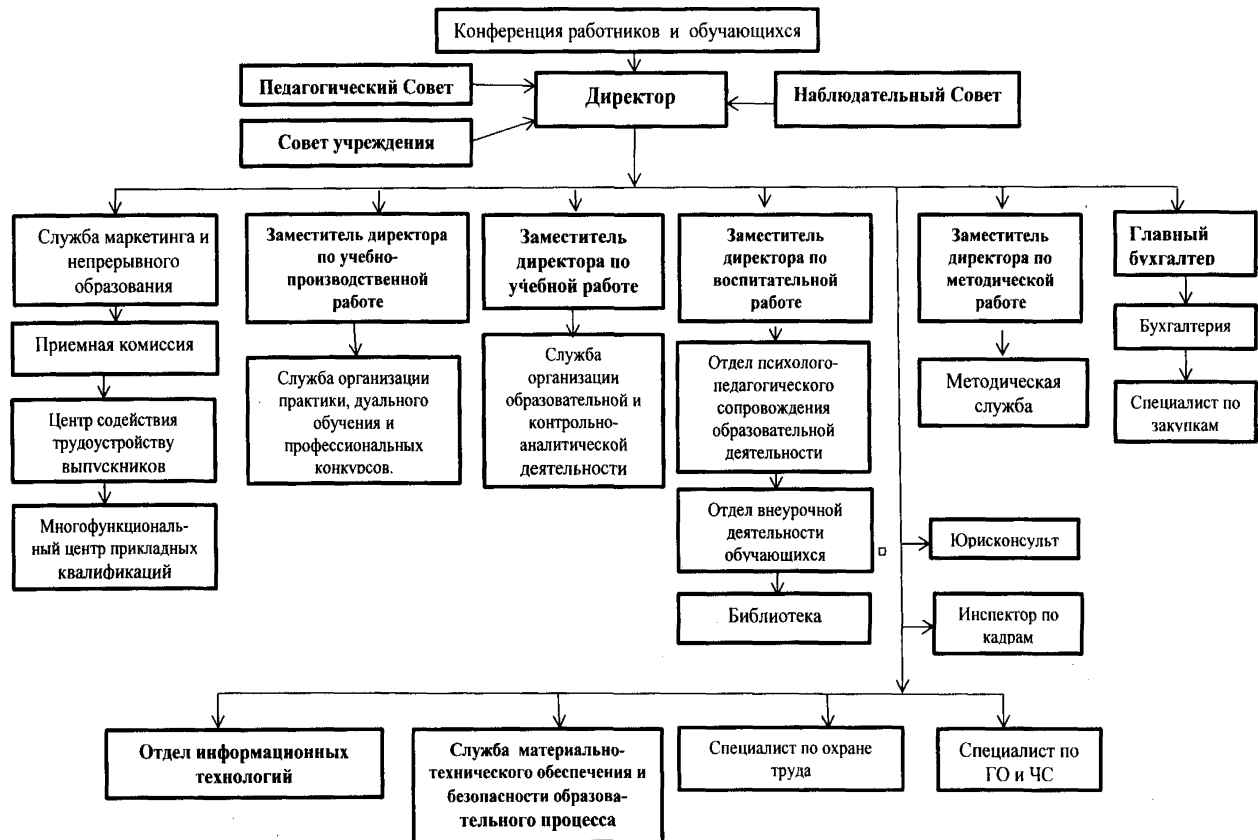 Конференция работников и обучающихся
Педагогический Совет
Директор
Наблюдательный Совет
Совет учреждения
Служба маркетинга и
непрерывного
образования
Приемная комиссия
Центр содействия
трудоустройству
выпускников
Многофункциональ-
ный центр прикладных
квалификаций
Заместитель директора
по учебно-
производственной
работе
Служба организации
практики, дуального
обучения и
профессиональных
конкурсов.
Заместитель
директора по
учебной работе
Служба
организации
образовательной и
контрольно-
аналитической
деятельности
Заместитель
директора по
воспитательной
работе
Отдел психолого-
педагогического
сопровождения
образовательной
деятельности
Отдел внеурочной
деятельности
обучающихся
Библиотека
Заместитель
директора по
методической
работе
Методическая
служба
Главный
бухгалтер
Бухгалтерия
Специалист по
закупкам
Юрисконсульт
Инспектор по
кадрам
Отдел информационных
технологий
Служба материально-
технического обеспечения и
безопасности образова-
тельного процесса
Специалист по охране
труда
Специалист по
ГО и ЧС